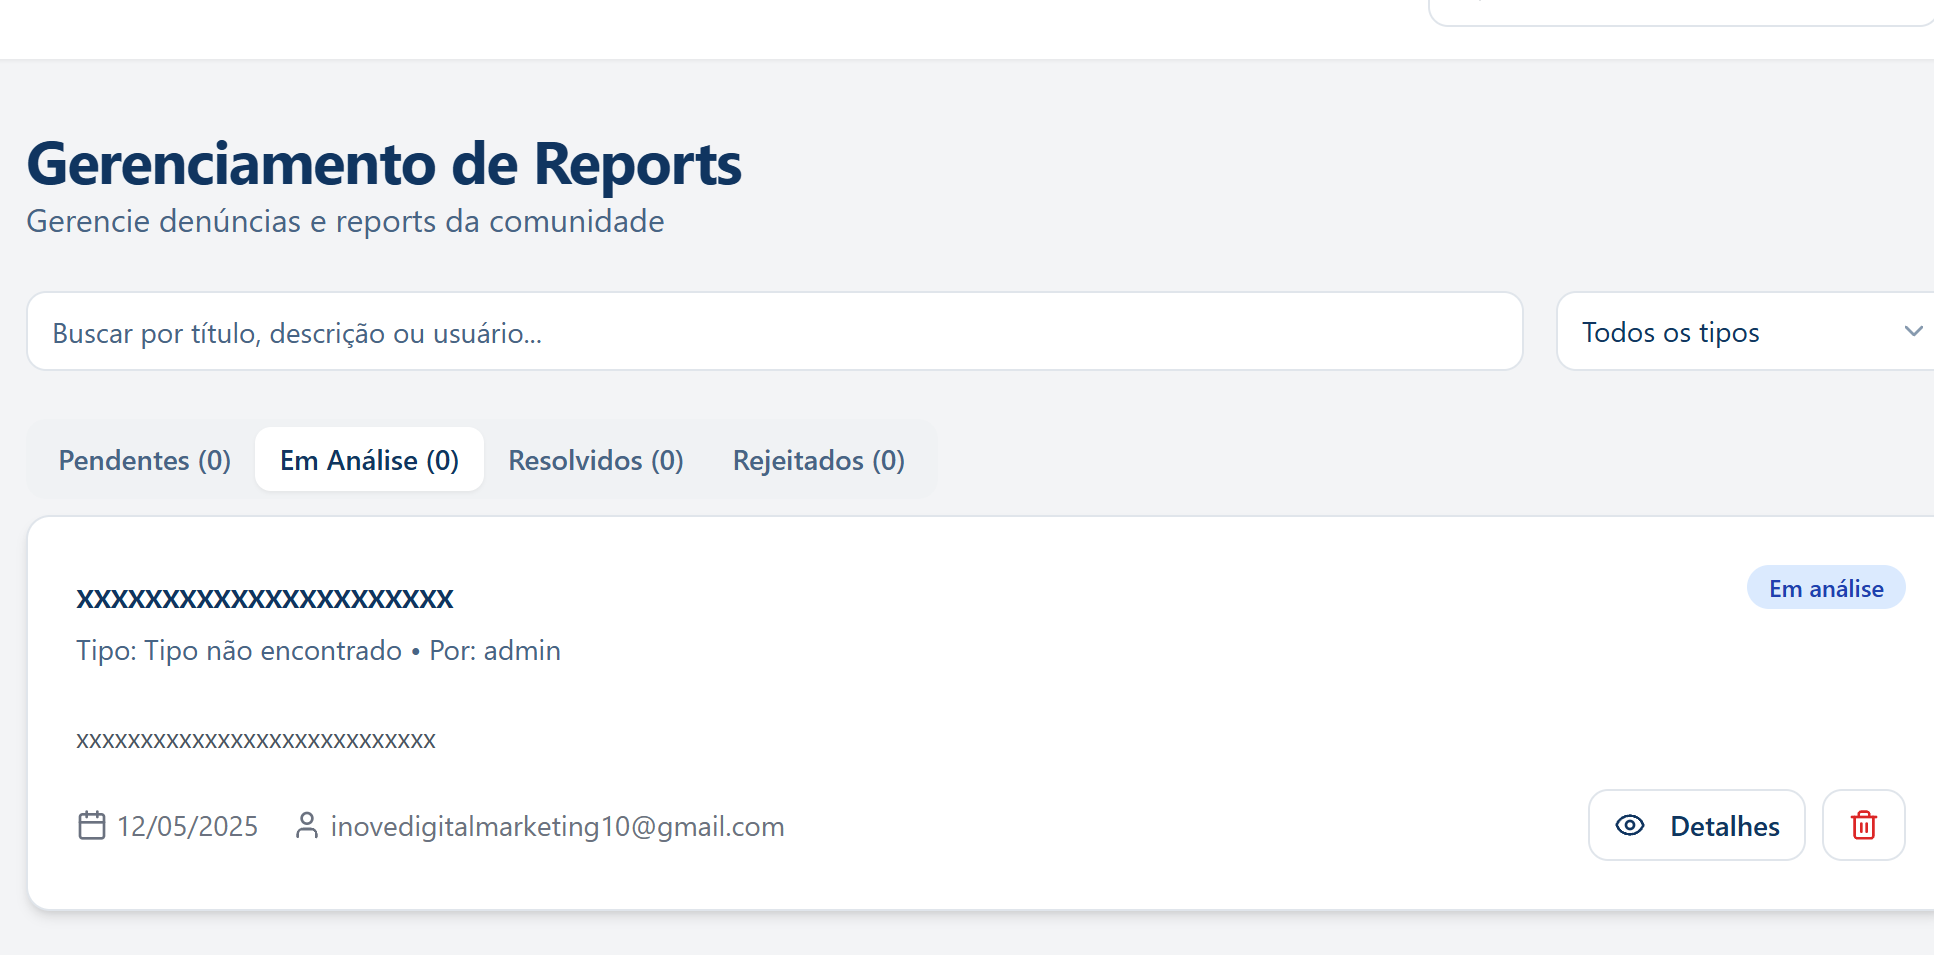 Gerenciamento de Reports
Gerencie denúncias e reports da comunidade
Buscar por título, descrição ou usuário...
Todos os tipos
Pendentes (0)
Em Análise (0)
Resolvidos (0)
Rejeitados (0)
xxxxxxxxxxxxxxxxxxxxxx
Em análise
Tipo: Tipo não encontrado • Por: admin
xxxxxxxxxxxxxxxxxxxxxxxxxxxx
12/05/2025
inovedigitalmarketing10@gmail.com
Detalhes